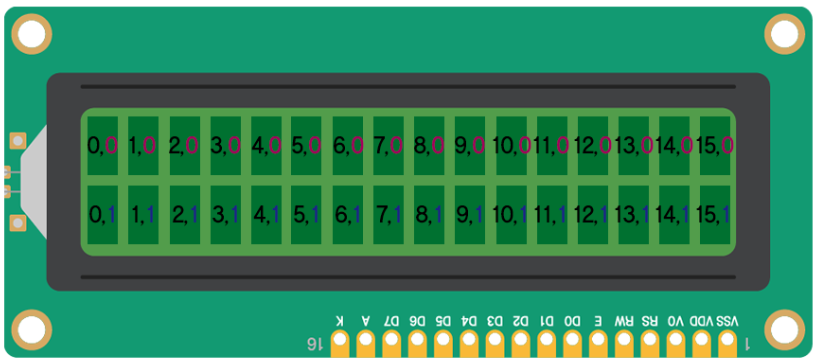 0,0 1,0 2,0 3,0 4,0 5,0 6,0 7,0 8,0 9,0 10,0 11,0 12,0 13,0 14,0 15,0
0,1 1,1 2,1 3,1 4,1 5,1 6,1 7,1 8,1 9,1 10,1 11,1 12,1 13,1 14,1 15,1
16 K A D7 D6 D5 D4 D3 D2 D1 D0 E RW RS V0 VDD VSS 1